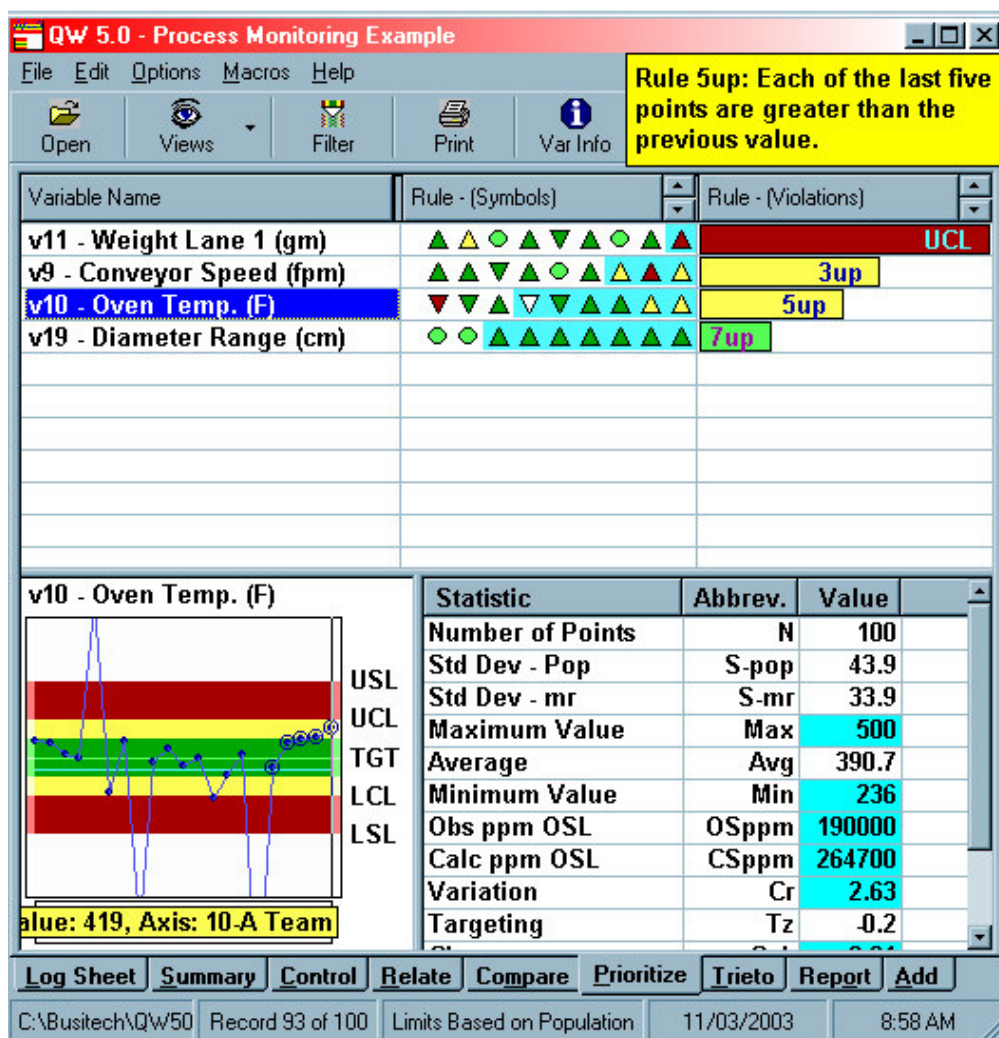 QW 5.0 - Process Monitoring Example
File Edit Options Macros Help
Rule 5up: Each of the last five
points are greater than the
previous value.
Open Views Filter Print Var Info
Variable Name Rule - (Symbols) Rule - (Violations)
v11 - Weight Lane 1 (gm) UCL
v9 - Conveyor Speed (fpm) 3up
v10 - Oven Temp. (F) 5up
v19 - Diameter Range (cm) 7up
v10 - Oven Temp. (F)
USL
UCL
TGT
LCL
LSL
alue: 419, Axis: 10-A Team
Statistic Abbrev. Value
Number of Points N 100
Std Dev - Pop S-pop 43.9
Std Dev - mr S-mr 33.9
Maximum Value Max 500
Average Avg 390.7
Minimum Value Min 236
Obs ppm OSL OSppm 190000
Calc ppm OSL CSppm 264700
Variation Cr 2.63
Targeting Tz -0.2
Log Sheet Summary Control Relate Compare Prioritize Trieto Report Add
C:\Busitech\QW50 Record 93 of 100 Limits Based on Population 11/03/2003 8:58 AM